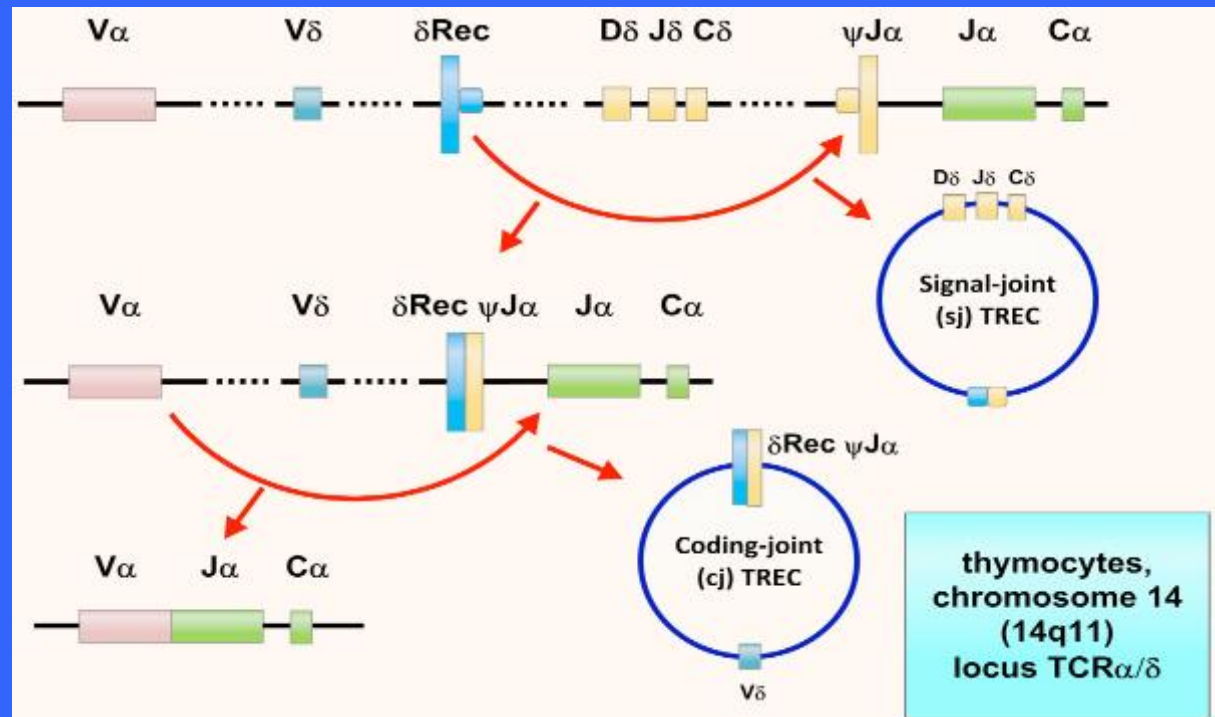 Vα Vδ δRec Dδ Jδ Cδ ψJα Jα Cα
Dδ Jδ Cδ
Signal-joint
(sj) TREC
Vα Vδ δRec ψJα Jα Cα
δRec ψJα
Coding-joint
(cj) TREC
Vδ
Vα Jα Cα
thymocytes,
chromosome 14
(14q11)
locus TCRα/δ